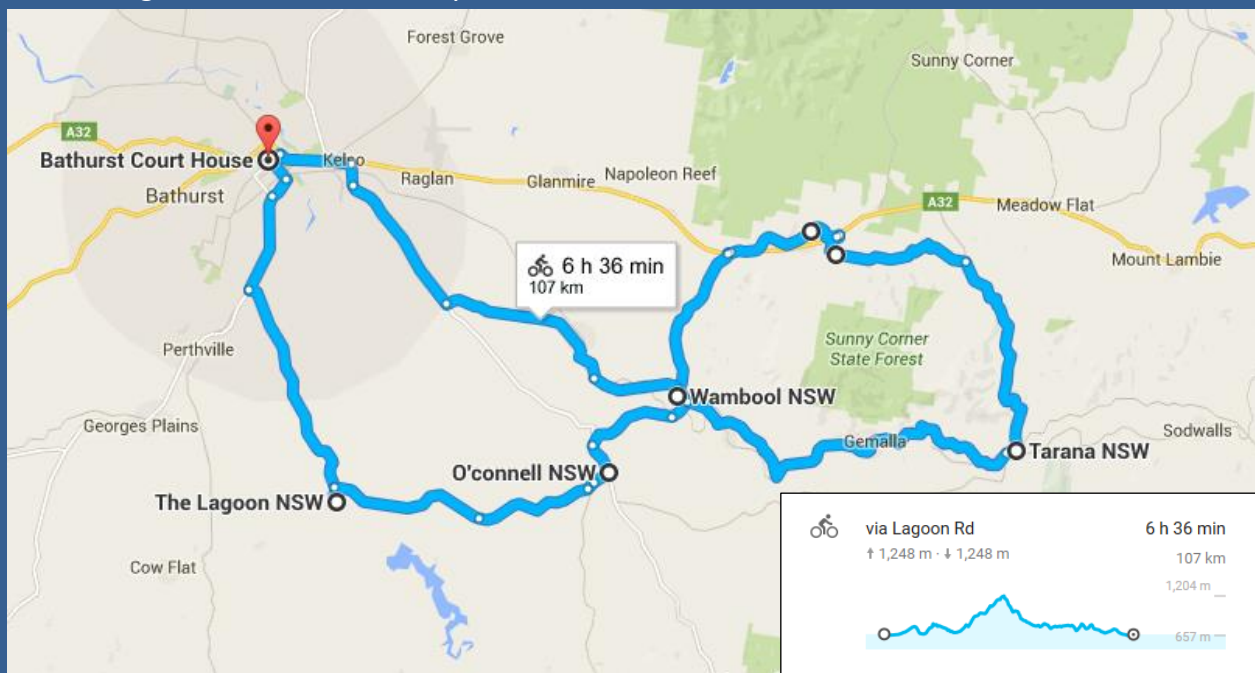 Forest Grove
Sunny Corner
A32
Bathurst Court House
Kelso
Raglan
Glanmire
Napoleon Reef
Bathurst
A32
Meadow Flat
Mount Lambie
6 h 36 min
107 km
Perthville
Sunny Corner
State Forest
Wambool NSW
Georges Plains
Gemalla
Sodwalls
Tarana NSW
O'connell NSW
The Lagoon NSW
Cow Flat
via Lagoon Rd
6 h 36 min
1,248 m · 1,248 m
107 km
1,204 m
657 m